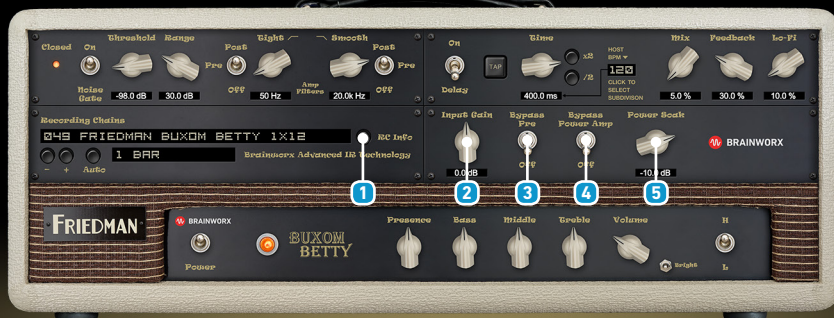 Threshold Range Post Tight Smooth Post
Closed On
Pre Pre
Noise Gate
-98.0 dB 30.0 dB
Off 50 Hz Amp Filters 20.0k Hz Off
On Time Mix Feedback Lo-Fi
TAP x2 /2
HOST BPM ▼
120
CLICK TO SELECT SUBDIVISON
Delay 400.0 ms 5.0 % 30.0 % 10.0 %
Recording Chains
049 FRIEDMAN BUXOM BETTY 1X12 RC Info
1 BAR
- + Auto Brainworx Advanced IR Technology
Input Gain Bypass Pre Bypass Power Amp Power Soak
BRAINWORX
0.0 dB Off Off -10.0 dB
1 2 3 4 5
FRIEDMAN
BRAINWORX
Power
BUXOM BETTY
Presence Bass Middle Treble Volume H
Bright L